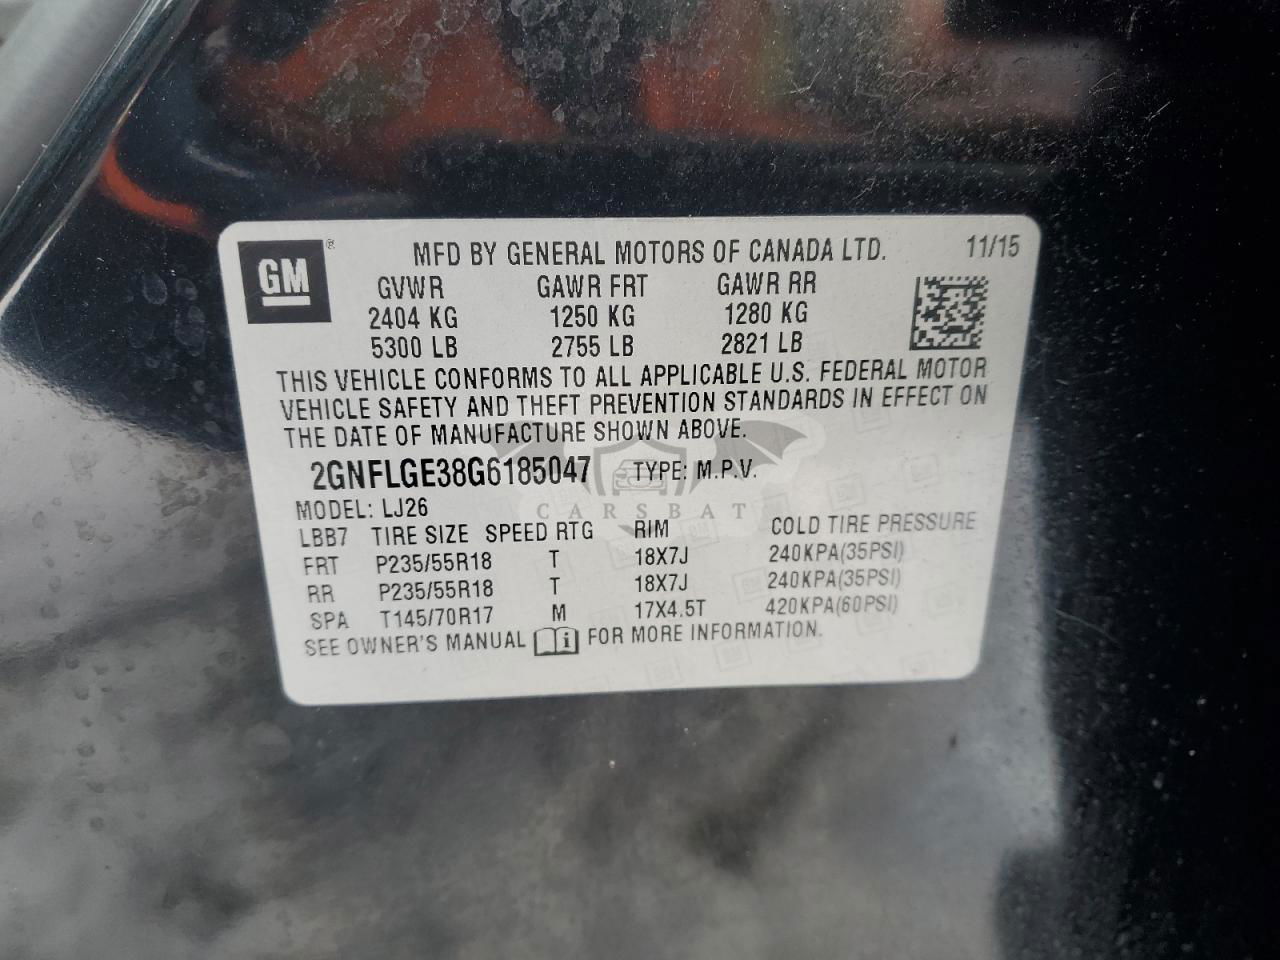 GM ® MFD BY GENERAL MOTORS OF CANADA LTD. 11/15
GVWR GAWR FRT GAWR RR
2404 KG 1250 KG 1280 KG
5300 LB 2755 LB 2821 LB
THIS VEHICLE CONFORMS TO ALL APPLICABLE U.S. FEDERAL MOTOR
VEHICLE SAFETY AND THEFT PREVENTION STANDARDS IN EFFECT ON
THE DATE OF MANUFACTURE SHOWN ABOVE.
2GNFLGE38G6185047 TYPE: M.P.V.
CARSBAT
MODEL: LJ26
LBB7 TIRE SIZE SPEED RTG RIM COLD TIRE PRESSURE
FRT P235/55R18 T 18X7J 240KPA(35PSI)
RR P235/55R18 T 18X7J 240KPA(35PSI)
SPA T145/70R17 M 17X4.5T 420KPA(60PSI)
SEE OWNER'S MANUAL i FOR MORE INFORMATION.